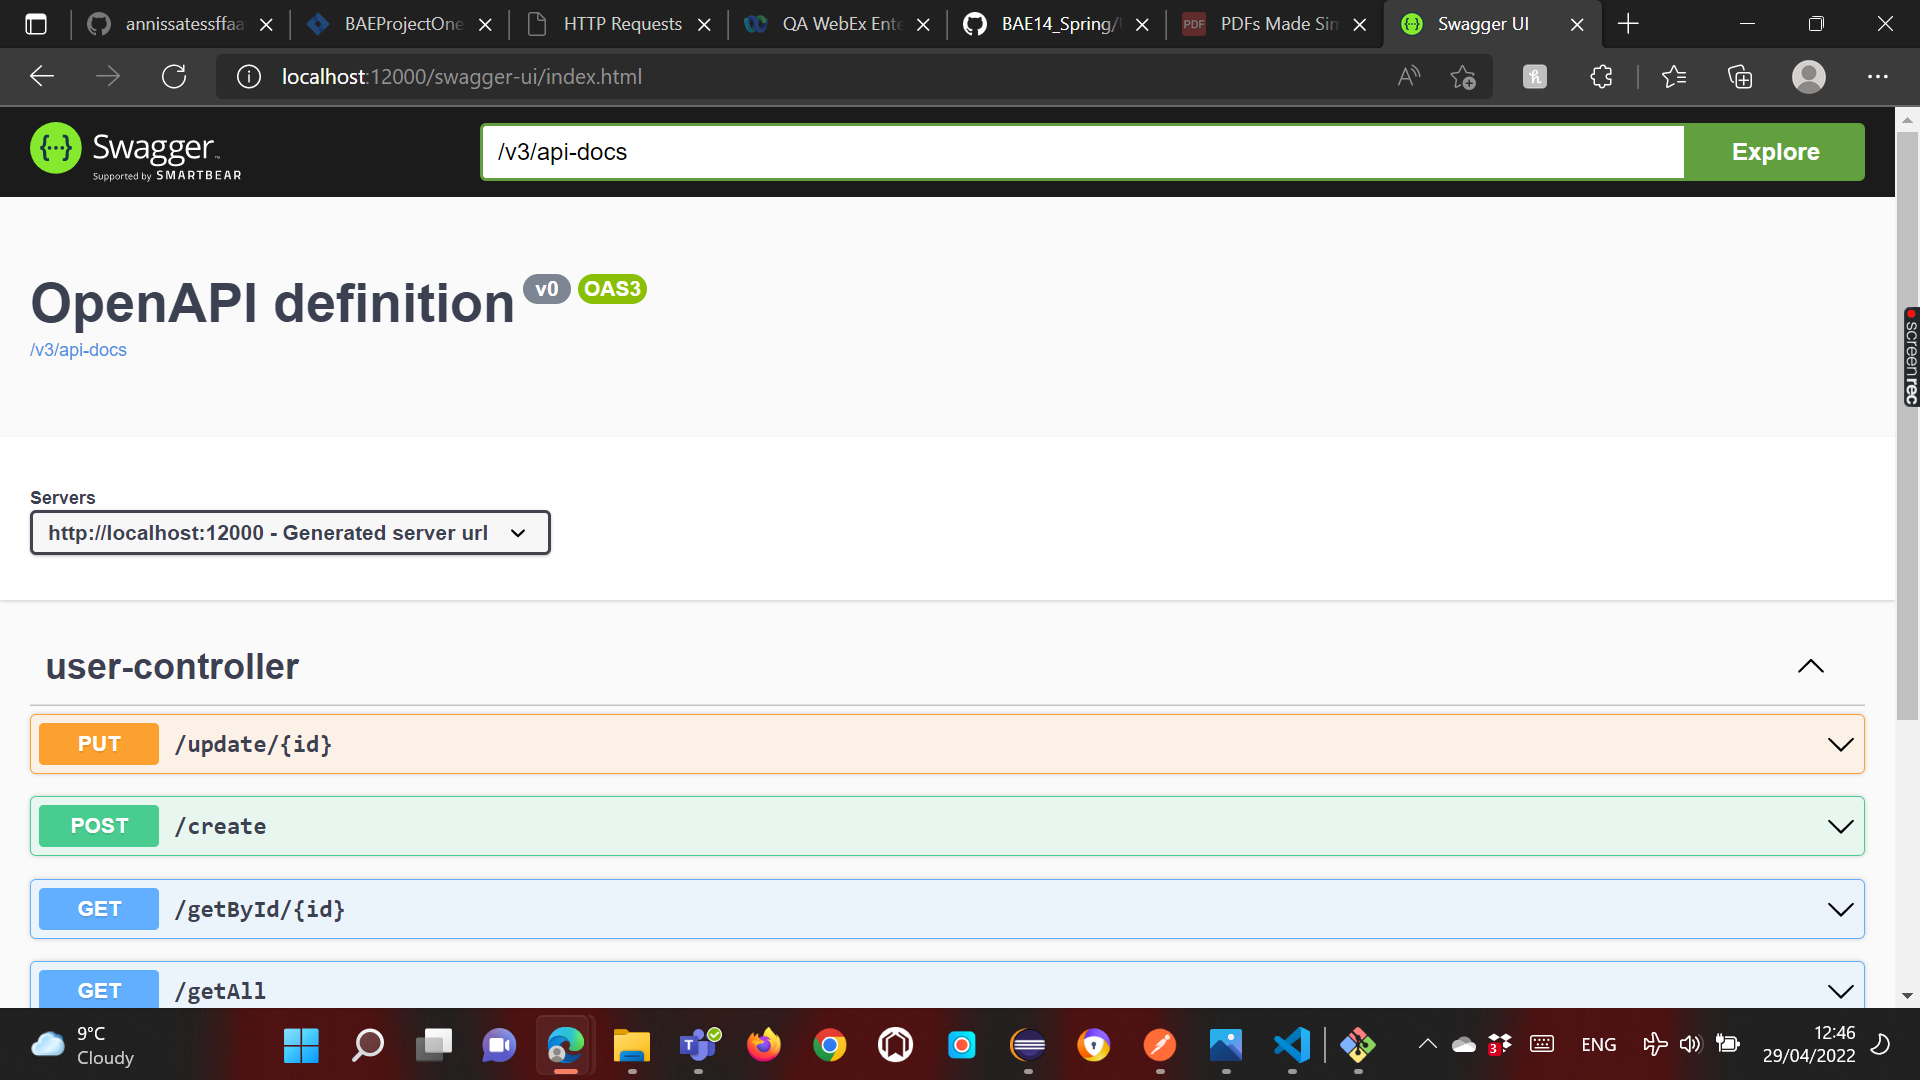 annissatessffaa
BAEProjectOne
HTTP Requests
QA WebEx Ente
BAE14_Spring/
PDF
PDFs Made Sim
Swagger UI
localhost:12000/swagger-ui/index.html
Swagger
Supported by SMARTBEAR
/v3/api-docs
Explore
OpenAPI definition
v0
OAS3
/v3/api-docs
screenrec
Servers
http://localhost:12000 - Generated server url
user-controller
PUT
/update/{id}
POST
/create
GET
/getById/{id}
GET
/getAll
9°C
Cloudy
3
ENG
12:46
29/04/2022